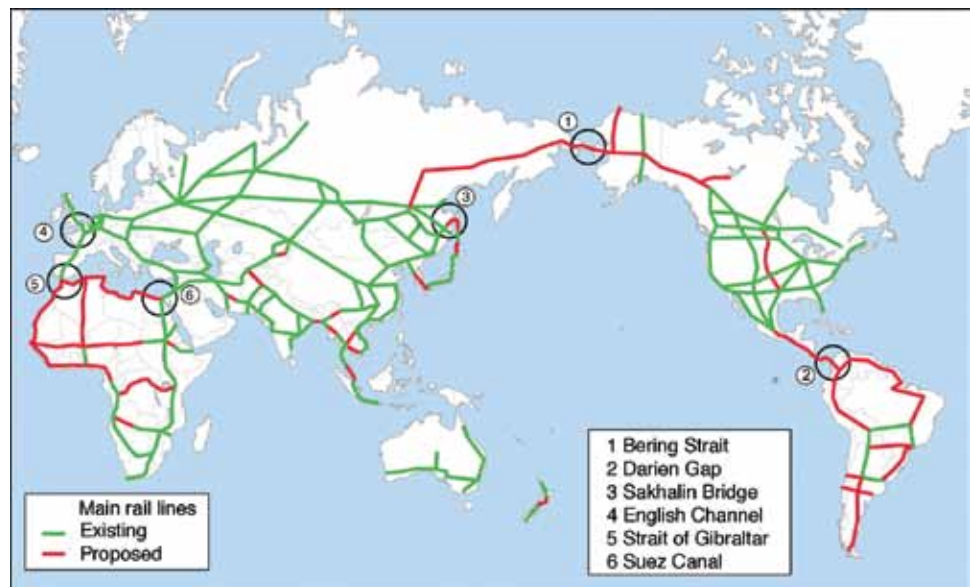 1
3
4
5
6
2
Main rail lines
Existing
Proposed
1 Bering Strait
2 Darien Gap
3 Sakhalin Bridge
4 English Channel
5 Strait of Gibraltar
6 Suez Canal